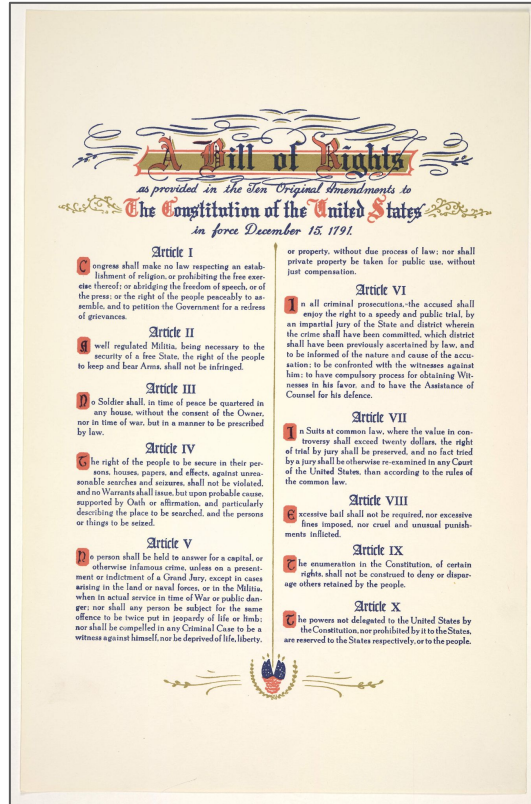 A Bill of Rights
as provided in the Ten Original Amendments to
The Constitution of the United States
in force December 15, 1791.
Article I
Congress shall make no law respecting an estab-
lishment of religion, or prohibiting the free exer-
cise thereof; or abridging the freedom of speech, or of
the press; or the right of the people peaceably to as-
semble, and to petition the Government for a redress
of grievances.
Article II
A well regulated Militia, being necessary to the
security of a free State, the right of the people
to keep and bear Arms, shall not be infringed.
Article III
No Soldier shall, in time of peace be quartered in
any house, without the consent of the Owner,
nor in time of war, but in a manner to be prescribed
by law.
Article IV
The right of the people to be secure in their per-
sons, houses, papers, and effects, against unrea-
sonable searches and seizures, shall not be violated,
and no Warrants shall issue, but upon probable cause,
supported by Oath or affirmation, and particularly
describing the place to be searched, and the persons
or things to be seized.
Article V
No person shall be held to answer for a capital, or
otherwise infamous crime, unless on a present-
ment or indictment of a Grand Jury, except in cases
arising in the land or naval forces, or in the Militia,
when in actual service in time of War or public dan-
ger; nor shall any person be subject for the same
offence to be twice put in jeopardy of life or limb;
nor shall be compelled in any Criminal Case to be a
witness against himself, nor be deprived of life, liberty,
or property, without due process of law; nor shall
private property be taken for public use, without
just compensation.
Article VI
In all criminal prosecutions, the accused shall
enjoy the right to a speedy and public trial, by
an impartial jury of the State and district wherein
the crime shall have been committed, which district
shall have been previously ascertained by law, and
to be informed of the nature and cause of the accu-
sation; to be confronted with the witnesses against
him; to have compulsory process for obtaining Wit-
nesses in his favor, and to have the Assistance of
Counsel for his defence.
Article VII
In Suits at common law, where the value in con-
troversy shall exceed twenty dollars, the right
of trial by jury shall be preserved, and no fact tried
by a jury shall be otherwise re-examined in any Court
of the United States, than according to the rules of
the common law.
Article VIII
Excessive bail shall not be required, nor excessive
fines imposed, nor cruel and unusual punish-
ments inflicted.
Article IX
The enumeration in the Constitution, of certain
rights, shall not be construed to deny or dispar-
age others retained by the people.
Article X
The powers not delegated to the United States by
the Constitution, nor prohibited by it to the States,
are reserved to the States respectively, or to the people.